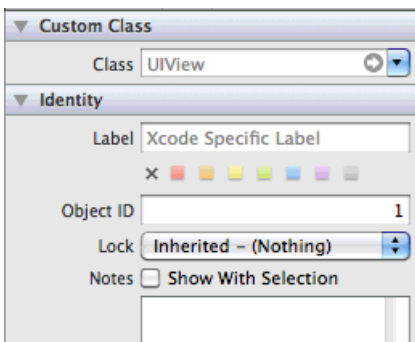 Custom Class
Class UIView
Identity
Label Xcode Specific Label
Object ID 1
Lock Inherited - (Nothing)
Notes Show With Selection